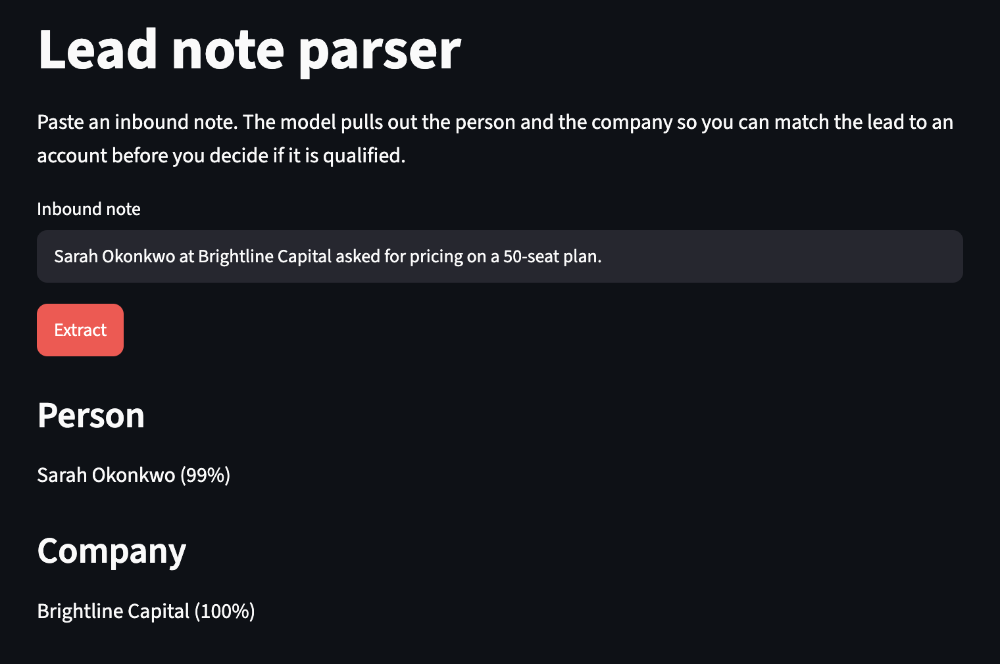 Lead note parser
Paste an inbound note. The model pulls out the person and the company so you can match the lead to an
account before you decide if it is qualified.
Inbound note
Sarah Okonkwo at Brightline Capital asked for pricing on a 50-seat plan.
Extract
Person
Sarah Okonkwo (99%)
Company
Brightline Capital (100%)